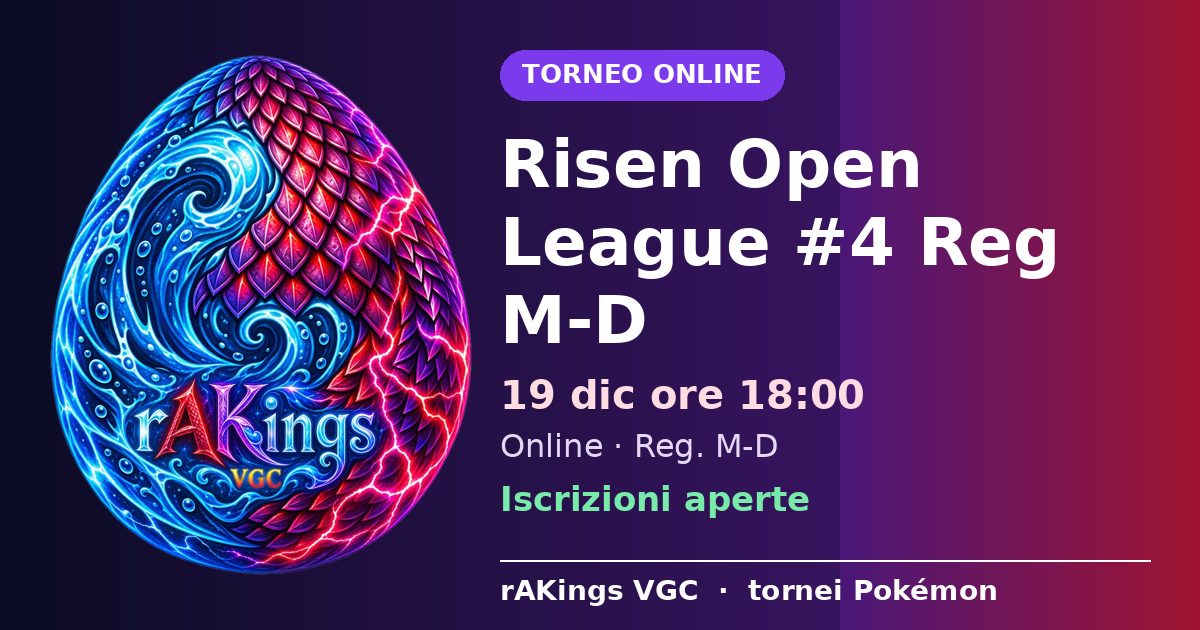 TORNEO ONLINE
Risen Open
League #4 Reg
M-D
19 dic ore 18:00
Online · Reg. M-D
Iscrizioni aperte
rAKings
VGC
rAKings VGC · tornei Pokémon